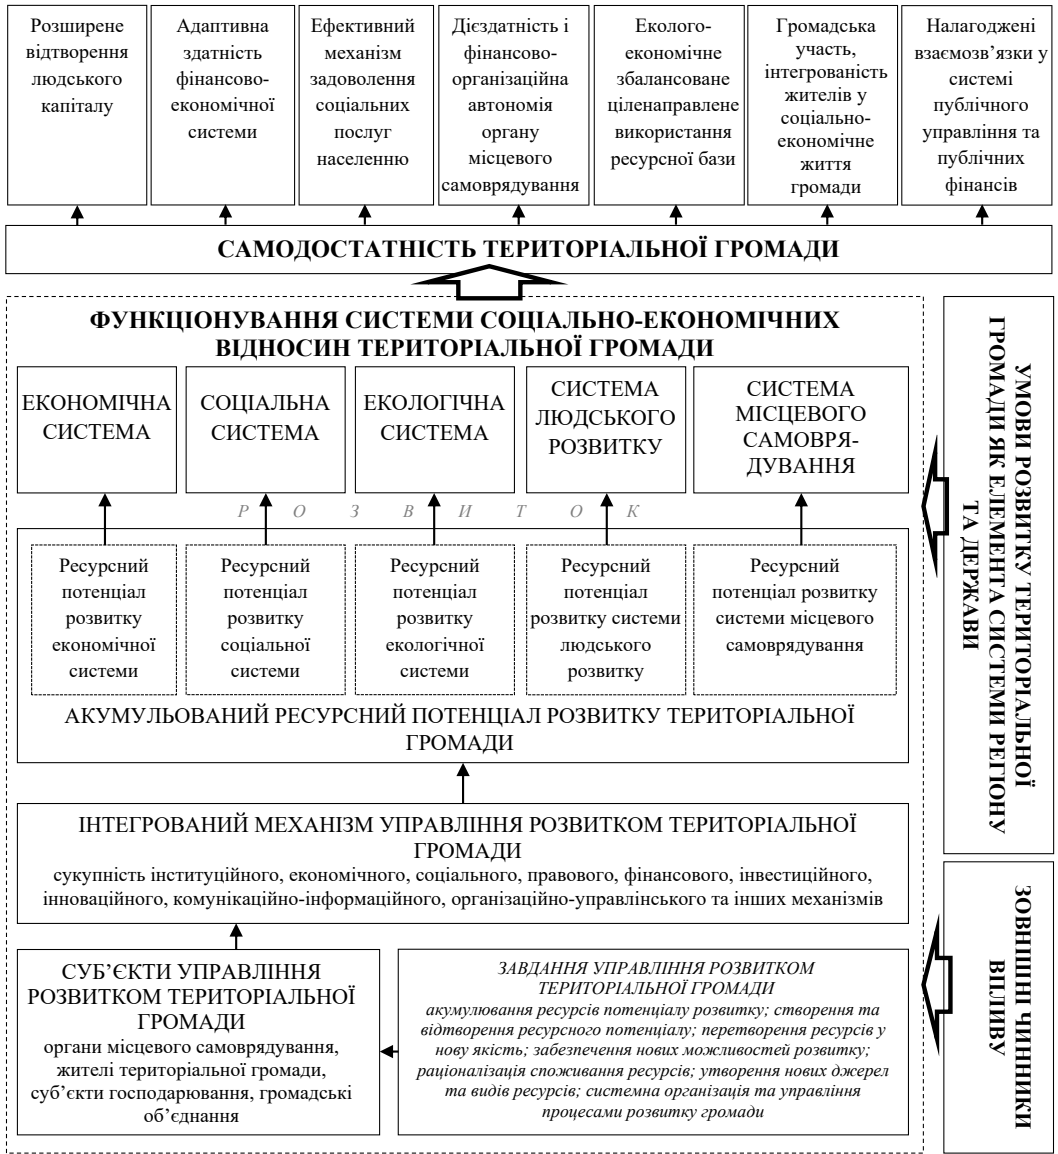 Розширене
відтворення
людського
капіталу
Адаптивна
здатність
фінансово-
економічної
системи
Ефективний
механізм
задоволення
соціальних
послуг
населенню
Дієздатність і
фінансово-
організаційна
автономія
органу
місцевого
самоврядування
Еколого-
економічне
збалансоване
ціленаправлене
використання
ресурсної бази
Громадська
участь,
інтегрованість
жителів у
соціально-
економічне
життя
громади
Налагоджені
взаємозв’язки у
системі
публічного
управління та
публічних
фінансів
САМОДОСТАТНІСТЬ ТЕРИТОРІАЛЬНОЇ ГРОМАДИ
ФУНКЦІОНУВАННЯ СИСТЕМИ СОЦІАЛЬНО-ЕКОНОМІЧНИХ
ВІДНОСИН ТЕРИТОРІАЛЬНОЇ ГРОМАДИ
ЕКОНОМІЧНА
СИСТЕМА
СОЦІАЛЬНА
СИСТЕМА
ЕКОЛОГІЧНА
СИСТЕМА
СИСТЕМА
ЛЮДСЬКОГО
РОЗВИТКУ
СИСТЕМА
МІСЦЕВОГО
САМОВРЯ-
ДУВАННЯ
Р О З В И Т О К
Ресурсний
потенціал
розвитку
економічної
системи
Ресурсний
потенціал
розвитку
соціальної
системи
Ресурсний
потенціал
розвитку
екологічної
системи
Ресурсний
потенціал
розвитку системи
людського
розвитку
Ресурсний
потенціал розвитку
системи місцевого
самоврядування
АКУМУЛЬОВАНИЙ РЕСУРСНИЙ ПОТЕНЦІАЛ РОЗВИТКУ ТЕРИТОРІАЛЬНОЇ
ГРОМАДИ
ІНТЕГРОВАНИЙ МЕХАНІЗМ УПРАВЛІННЯ РОЗВИТКОМ ТЕРИТОРІАЛЬНОЇ
ГРОМАДИ
сукупність інституційного, економічного, соціального, правового, фінансового, інвестиційного,
інноваційного, комунікаційно-інформаційного, організаційно-управлінського та інших механізмів
СУБ’ЄКТИ УПРАВЛІННЯ
РОЗВИТКОМ ТЕРИТОРІАЛЬНОЇ
ГРОМАДИ
органи місцевого самоврядування,
жителі територіальної громади,
суб’єкти господарювання, громадські
об’єднання
ЗАВДАННЯ УПРАВЛІННЯ РОЗВИТКОМ
ТЕРИТОРІАЛЬНОЇ ГРОМАДИ
акумулювання ресурсів потенціалу розвитку; створення та
відтворення ресурсного потенціалу; перетворення ресурсів у
нову якість; забезпечення нових можливостей розвитку;
раціоналізація споживання ресурсів; утворення нових джерел
та видів ресурсів; системна організація та управління
процесами розвитку громади
УМОВИ РОЗВИТКУ ТЕРИТОРІАЛЬНОЇ
ГРОМАДИ ЯК ЕЛЕМЕНТА СИСТЕМИ РЕГІОНУ
ТА ДЕРЖАВИ
ЗОВНІШНІ ЧИННИКИ
ВПЛИВУ